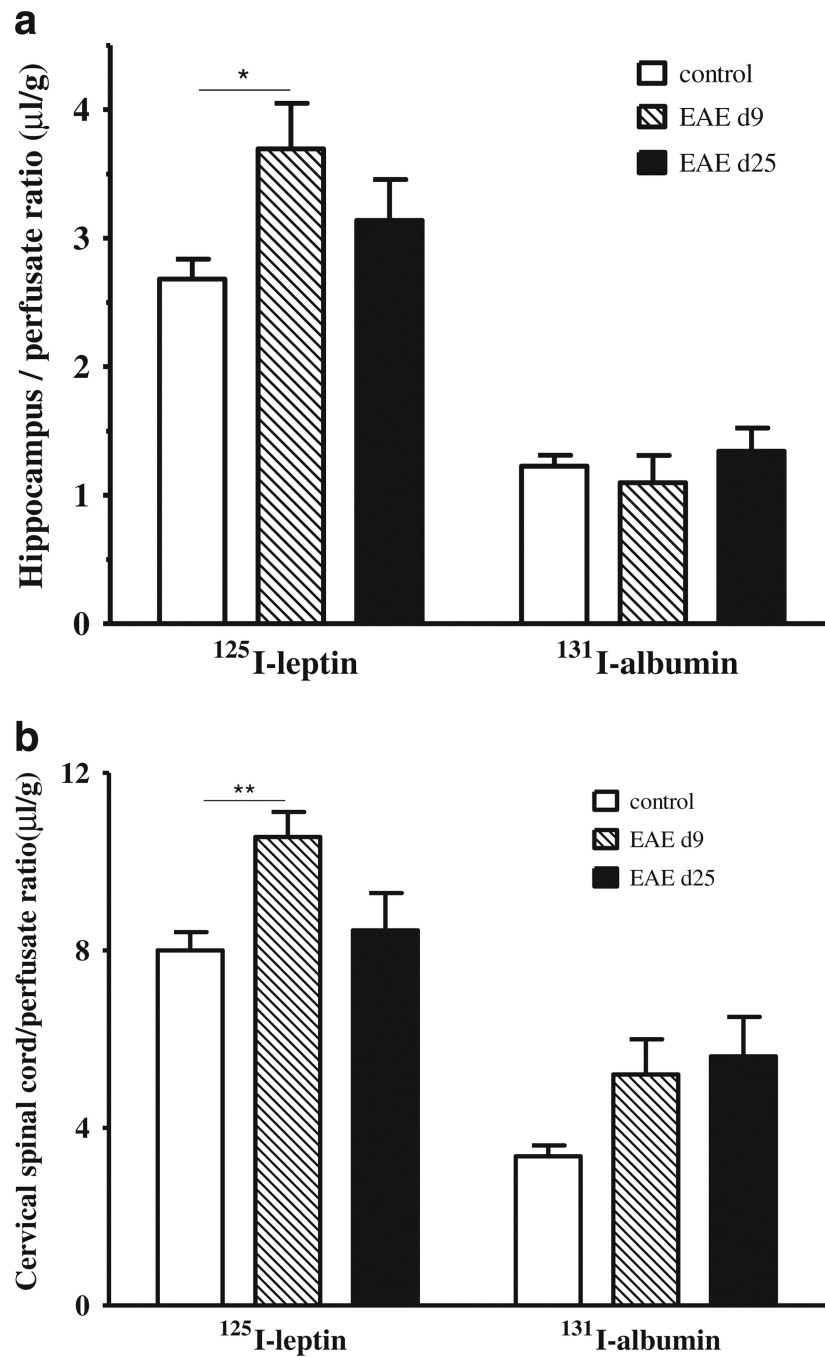 a
Hippocampus / perfusate ratio (μl/g)
4
3
2
1
0
*
control
EAE d9
EAE d25
¹²⁵I-leptin
¹³¹I-albumin
b
Cervical spinal cord/perfusate ratio(μl/g)
12
8
4
0
**
control
EAE d9
EAE d25
¹²⁵I-leptin
¹³¹I-albumin